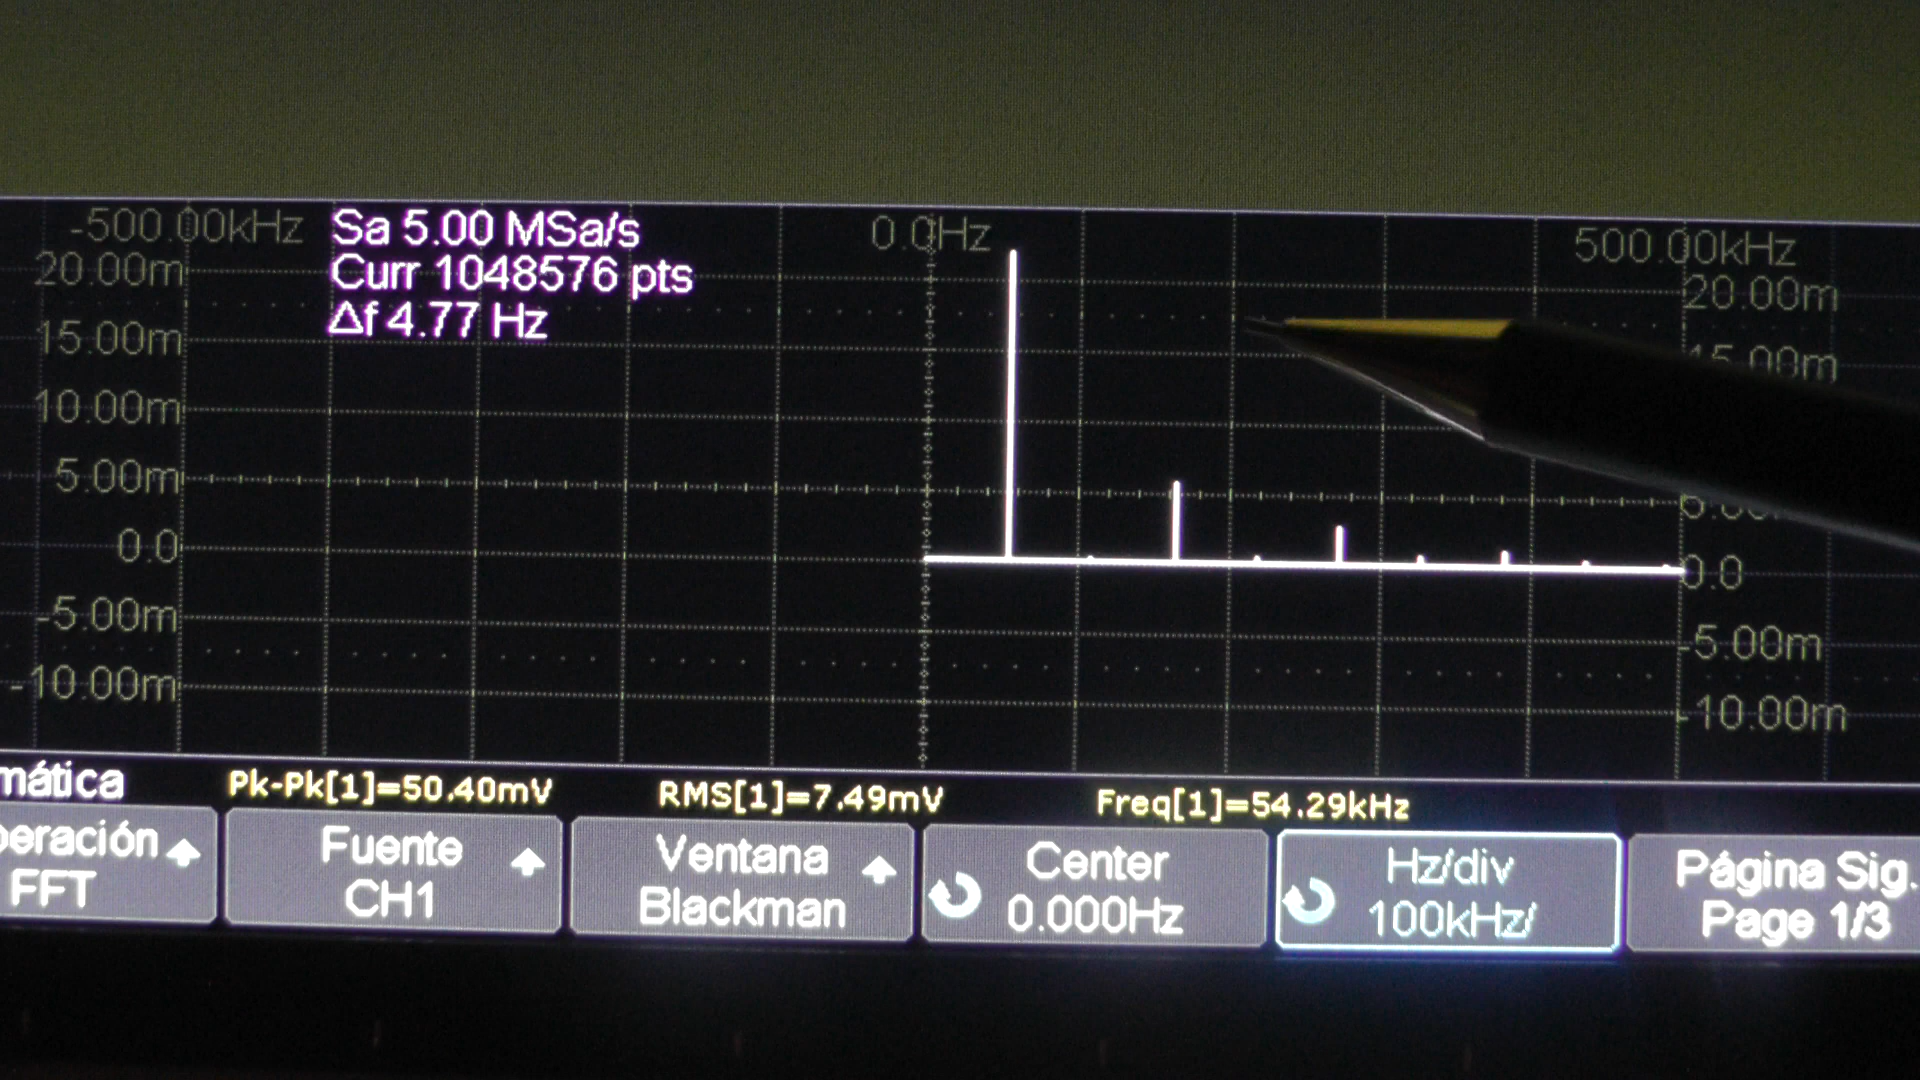 -500.00kHz
0.0Hz
500.00kHz
Sa 5.00 MSa/s
Curr 1048576 pts
Δf 4.77 Hz
20.00m
15.00m
10.00m
5.00m
0.0
-5.00m
-10.00m
20.00m
15.00m
0.0
-5.00m
-10.00m
mática
Pk-Pk[1]=50.40mV
RMS[1]=7.49mV
Freq[1]=54.29kHz
peración
FFT
Fuente
CH1
Ventana
Blackman
Center
0.000Hz
Hz/div
100kHz/
Página Sig.
Page 1/3